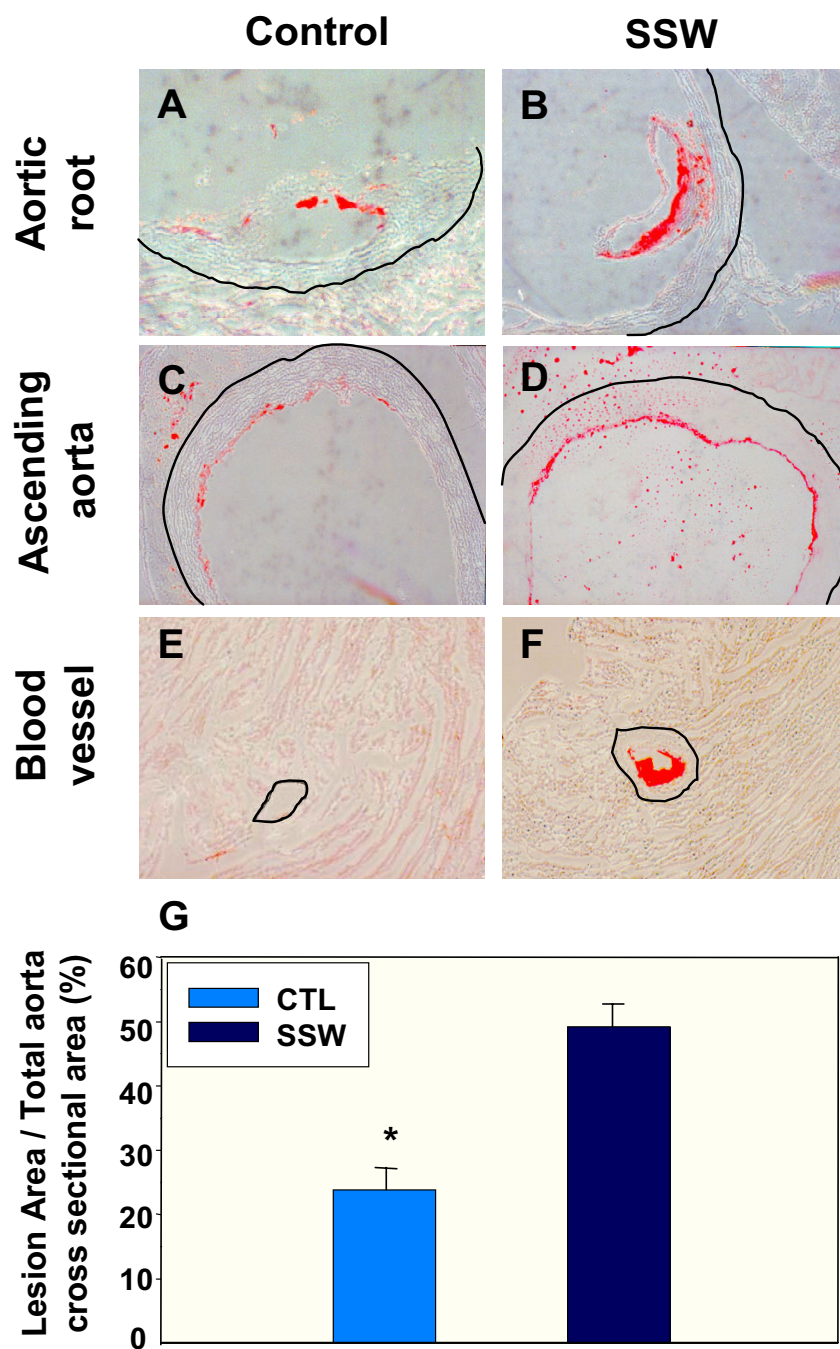 Control
SSW
Aortic
root
A
B
Ascending
aorta
C
D
Blood
vessel
E
F
G
Lesion Area / Total aorta
cross sectional area (%)
60
50
40
30
20
10
0
CTL
SSW
*